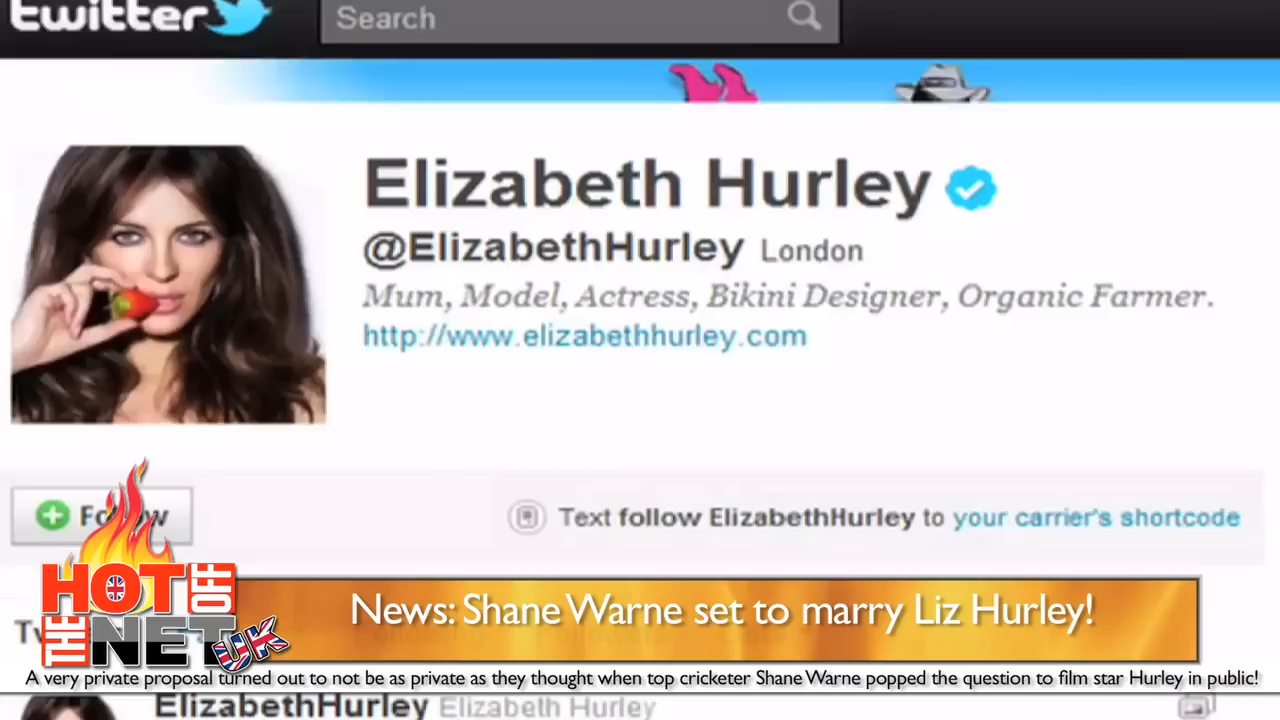 twitter
Search
Elizabeth Hurley
@ElizabethHurley London
Mum, Model, Actress, Bikini Designer, Organic Farmer.
http://www.elizabethhurley.com
Follow
Text follow ElizabethHurley to your carrier's shortcode
HOT OFF
THE NET UK
News: Shane Warne set to marry Liz Hurley!
A very private proposal turned out to not be as private as they thought when top cricketer Shane Warne popped the question to film star Hurley in public!
ElizabethHurley Elizabeth Hurley